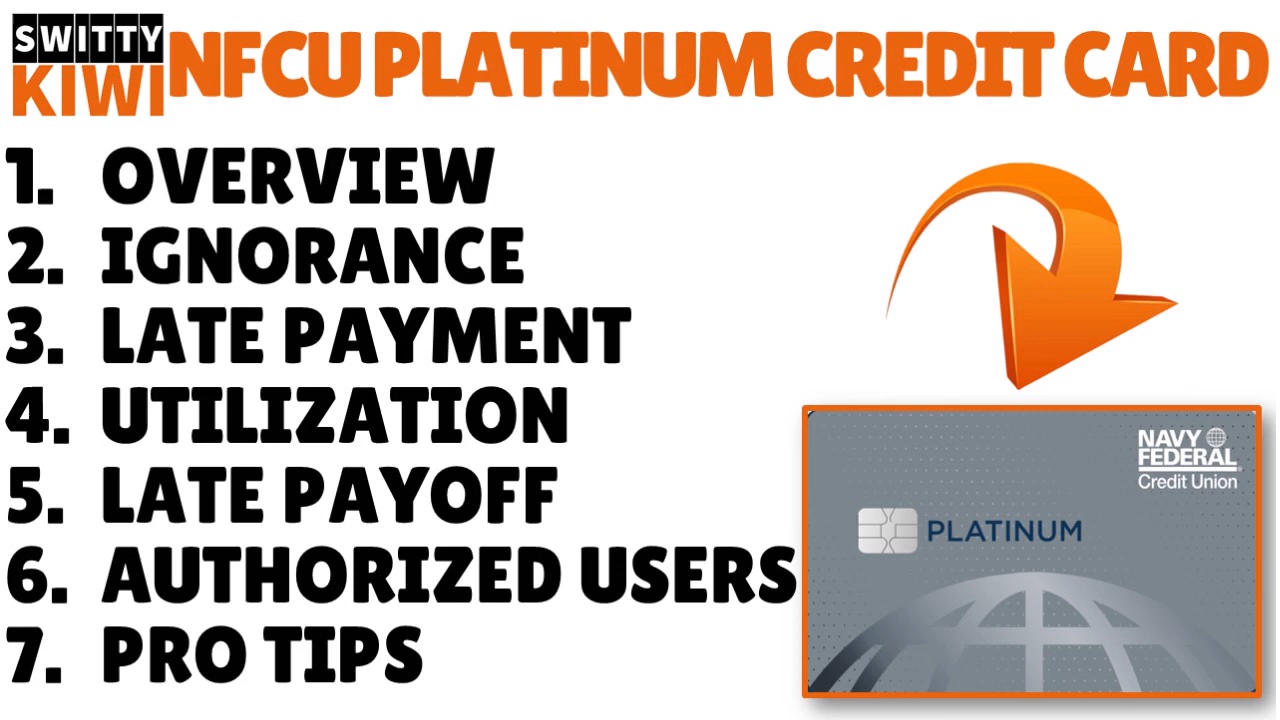 SWITTY
KIWI
NFCU PLATINUM CREDIT CARD
1. OVERVIEW
2. IGNORANCE
3. LATE PAYMENT
4. UTILIZATION
5. LATE PAYOFF
6. AUTHORIZED USERS
7. PRO TIPS
NAVY
FEDERAL
Credit Union
PLATINUM